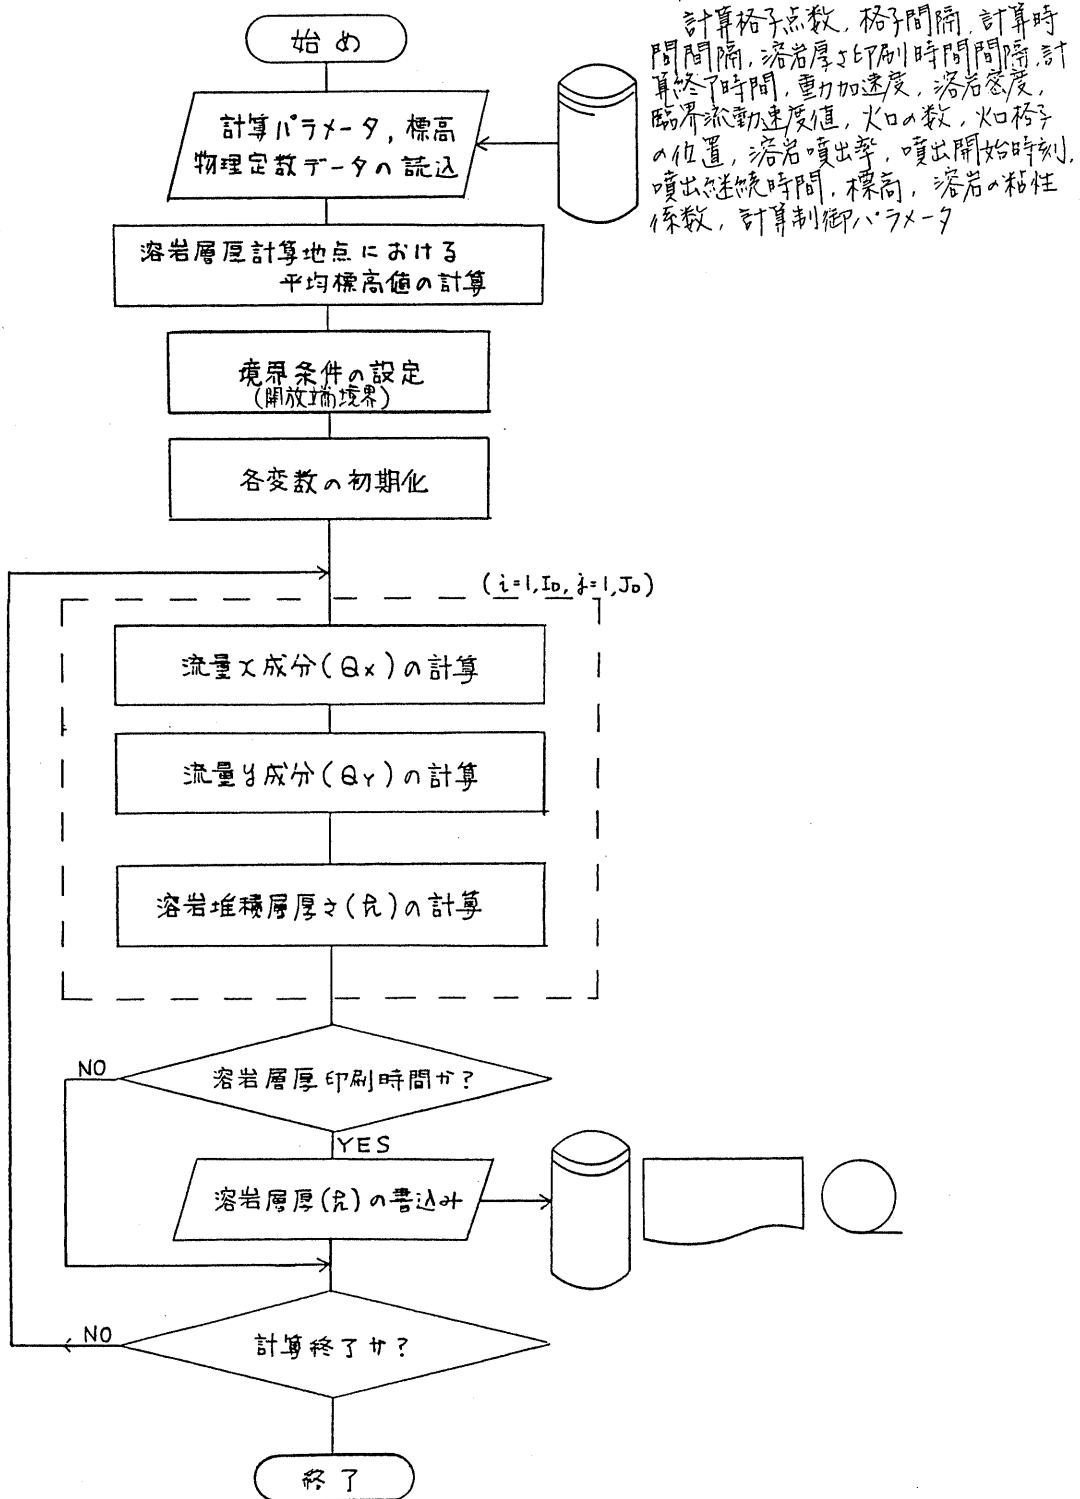 始め
計算パラメータ, 標高
物理定数データの読込
計算格子点数, 格子間隔, 計算時
間間隔, 溶岩厚さ印刷時間間隔, 計
算終了時間, 重力加速度, 溶岩密度,
臨界流動速度値, 火口の数, 火口格子
の位置, 溶岩噴出率, 噴出開始時刻,
噴出継続時間, 標高, 溶岩の粘性
係数, 計算制御パラメータ
溶岩層厚計算地点における
平均標高値の計算
境界条件の設定
(開放端境界)
各変数の初期化
(i=1,ID, j=1,JD)
流量x成分(Qx)の計算
流量y成分(QY)の計算
溶岩堆積層厚さ(h)の計算
溶岩層厚印刷時間か?
NO
YES
溶岩層厚(h)の書込み
計算終了か?
NO
終了